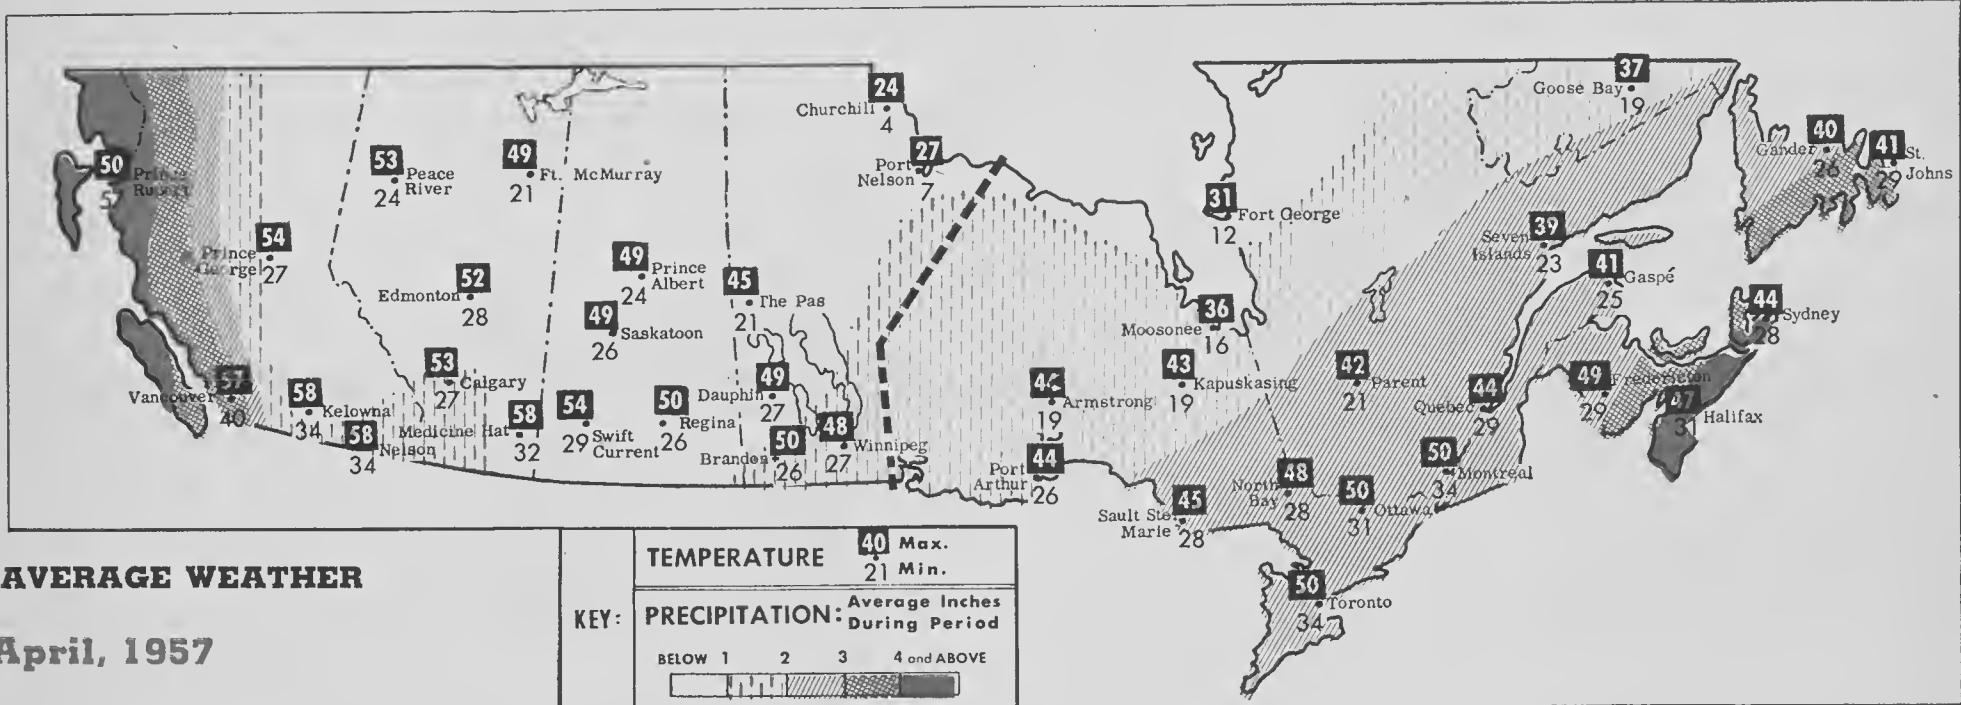 24
Churchill
4
37
Goose Bay
19
50
Prince
Rupert
53
Peace
River
24
49
Ft. McMurray
21
27
Port
Nelson
7
31
Fort George
12
40
Gander
26
41
St.
Johns
29
54
Prince
George
27
52
Edmonton
28
49
Prince
Albert
24
45
The Pas
21
49
Saskatoon
26
36
Moosonee
16
39
Seven
Islands
23
41
Gaspé
25
44
Sydney
28
57
Vancouver
40
58
Kelowna
34
58
Nelson
34
53
Calgary
27
58
Medicine Hat
32
54
Swift
Current
29
50
Regina
26
49
Dauphin
27
50
Brandon
26
48
Winnipeg
27
Armstrong
19
44
Port
Arthur
26
43
Kapuskasing
19
42
Parent
21
44
Quebec
29
49
Fredericton
29
47
Halifax
31
45
Sault Ste.
Marie
28
48
North
Bay
28
50
Ottawa
31
50
Montreal
34
50
Toronto
34
AVERAGE WEATHER
April, 1957
KEY:
TEMPERATURE 40 Max.
21 Min.
PRECIPITATION: Average Inches
During Period
BELOW 1 2 3 4 and ABOVE